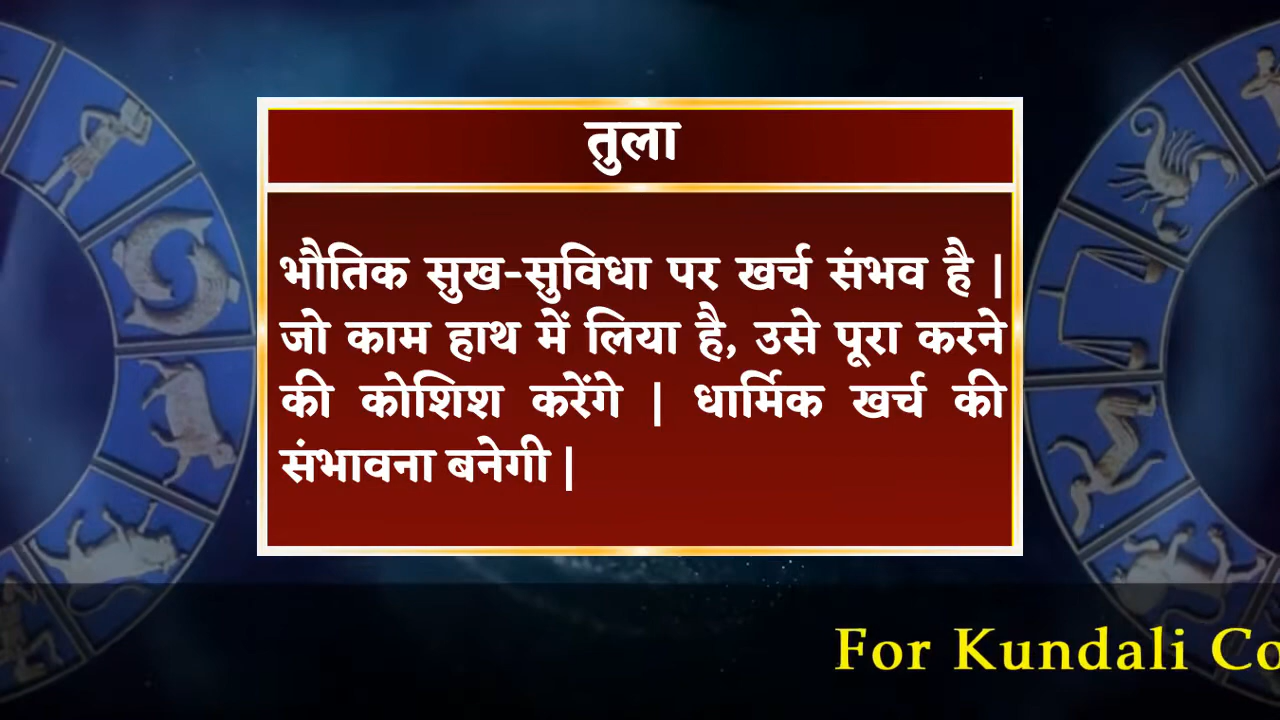 तुला
भौतिक सुख-सुविधा पर खर्च संभव है |
जो काम हाथ में लिया है, उसे पूरा करने
की कोशिश करेंगे | धार्मिक खर्च की
संभावना बनेगी |
For Kundali Co